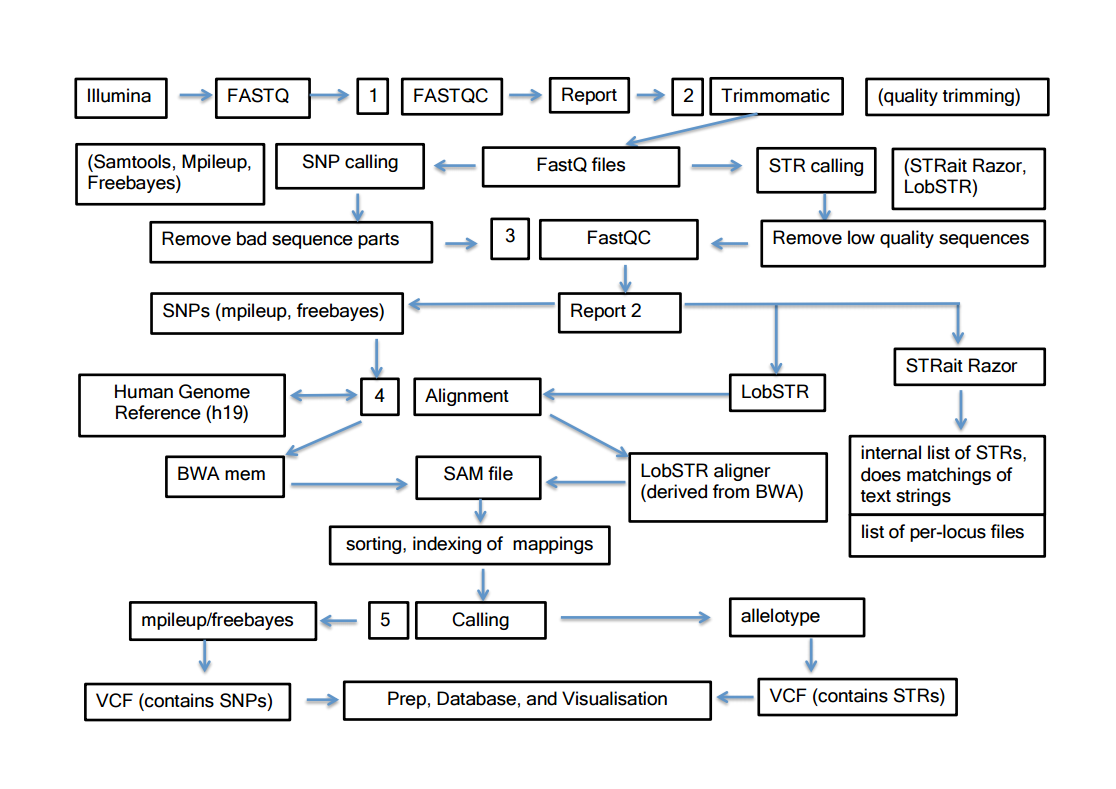 Illumina
FASTQ
1
FASTQC
Report
2
Trimmomatic
(quality trimming)
(Samtools, Mpileup,
Freebayes)
SNP calling
FastQ files
STR calling
(STRait Razor,
LobSTR)
Remove bad sequence parts
3
FastQC
Remove low quality sequences
SNPs (mpileup, freebayes)
Report 2
STRait Razor
Human Genome
Reference (h19)
4
Alignment
LobSTR
internal list of STRs,
does matchings of
text strings
list of per-locus files
BWA mem
SAM file
LobSTR aligner
(derived from BWA)
sorting, indexing of mappings
mpileup/freebayes
5
Calling
allelotype
VCF (contains SNPs)
Prep, Database, and Visualisation
VCF (contains STRs)